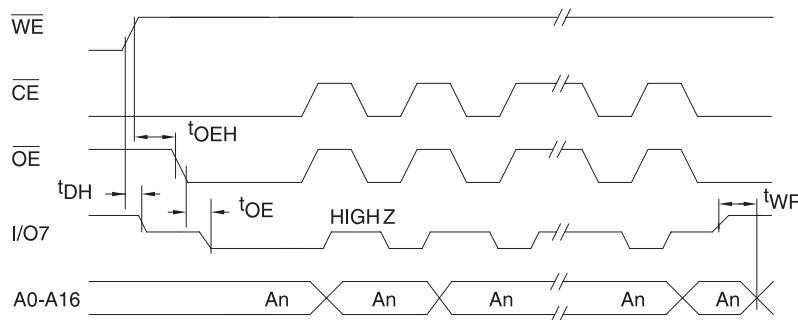 WE
CE
tOEH
OE
tDH
tOE
tWR
I/O7
HIGH Z
A0-A16
An An An An An